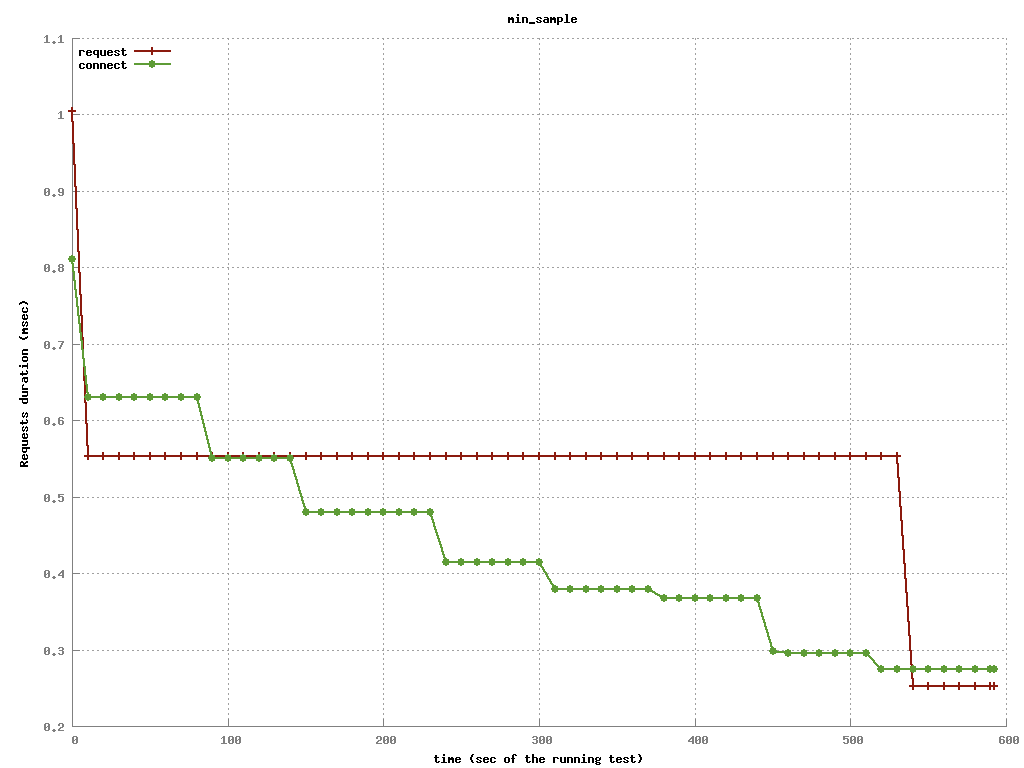 min_sample
1.1
request
connect
1
0.9
0.8
0.7
0.6
0.5
0.4
0.3
0.2
Requests duration (msec)
0 100 200 300 400 500 600
time (sec of the running test)